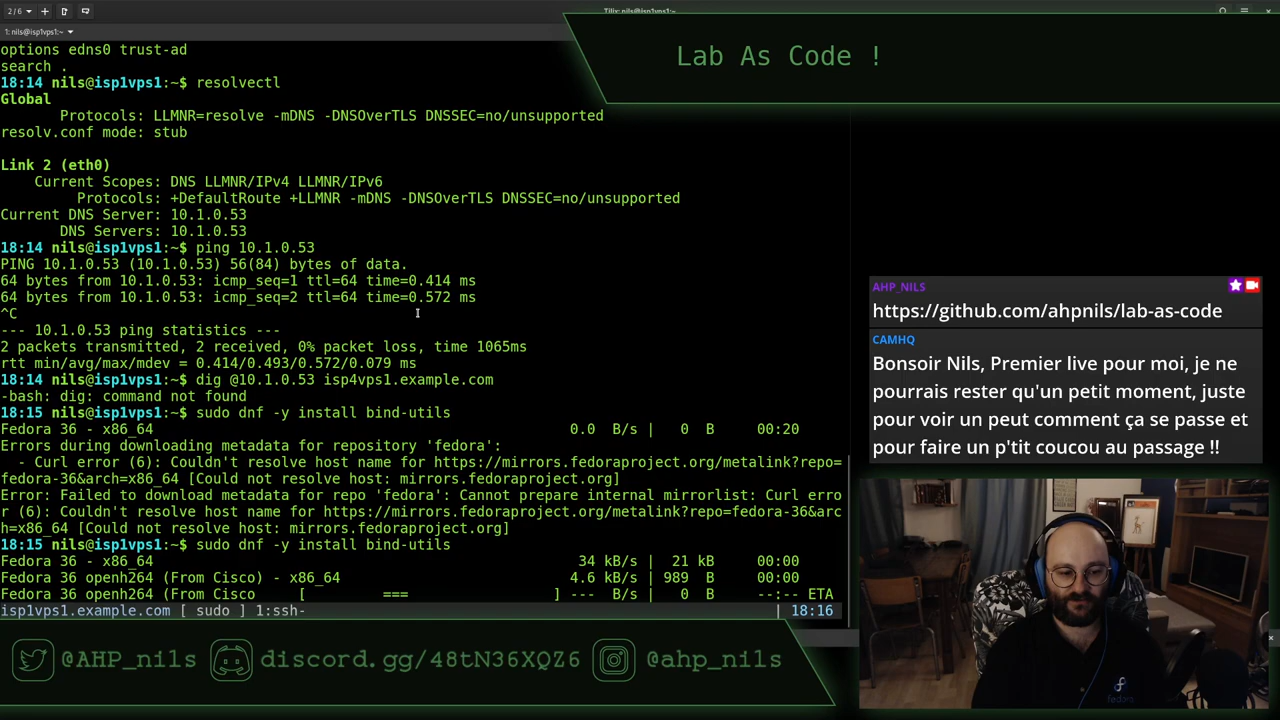 2 / 6
Tilix: nils@isp1vps1:~
1: nils@isp1vps1:~
options edns0 trust-ad
search .
18:14 nils@isp1vps1:~$ resolvectl
Global
Protocols: LLMNR=resolve -mDNS -DNSOverTLS DNSSEC=no/unsupported
resolv.conf mode: stub
Link 2 (eth0)
Current Scopes: DNS LLMNR/IPv4 LLMNR/IPv6
Protocols: +DefaultRoute +LLMNR -mDNS -DNSOverTLS DNSSEC=no/unsupported
Current DNS Server: 10.1.0.53
DNS Servers: 10.1.0.53
18:14 nils@isp1vps1:~$ ping 10.1.0.53
PING 10.1.0.53 (10.1.0.53) 56(84) bytes of data.
64 bytes from 10.1.0.53: icmp_seq=1 ttl=64 time=0.414 ms
64 bytes from 10.1.0.53: icmp_seq=2 ttl=64 time=0.572 ms
^C
--- 10.1.0.53 ping statistics ---
2 packets transmitted, 2 received, 0% packet loss, time 1065ms
rtt min/avg/max/mdev = 0.414/0.493/0.572/0.079 ms
18:14 nils@isp1vps1:~$ dig @10.1.0.53 isp4vps1.example.com
-bash: dig: command not found
18:15 nils@isp1vps1:~$ sudo dnf -y install bind-utils
Fedora 36 - x86_64 0.0 B/s | 0 B 00:20
Errors during downloading metadata for repository 'fedora':
- Curl error (6): Couldn't resolve host name for https://mirrors.fedoraproject.org/metalink?repo=
fedora-36&arch=x86_64 [Could not resolve host: mirrors.fedoraproject.org]
Error: Failed to download metadata for repo 'fedora': Cannot prepare internal mirrorlist: Curl erro
r (6): Couldn't resolve host name for https://mirrors.fedoraproject.org/metalink?repo=fedora-36&arc
h=x86_64 [Could not resolve host: mirrors.fedoraproject.org]
18:15 nils@isp1vps1:~$ sudo dnf -y install bind-utils
Fedora 36 - x86_64 34 kB/s | 21 kB 00:00
Fedora 36 openh264 (From Cisco) - x86_64 4.6 kB/s | 989 B 00:00
Fedora 36 openh264 (From Cisco [ === ] --- B/s | 0 B --:-- ETA
isp1vps1.example.com [ sudo ] 1:ssh- | 18:16
Lab As Code !
AHP_NILS
https://github.com/ahpnils/lab-as-code
CAMHQ
Bonsoir Nils, Premier live pour moi, je ne
pourrais rester qu'un petit moment, juste
pour voir un peut comment ça se passe et
pour faire un p'tit coucou au passage !!
fedora
@AHP_nils discord.gg/48tN36XQZ6 @ahp_nils